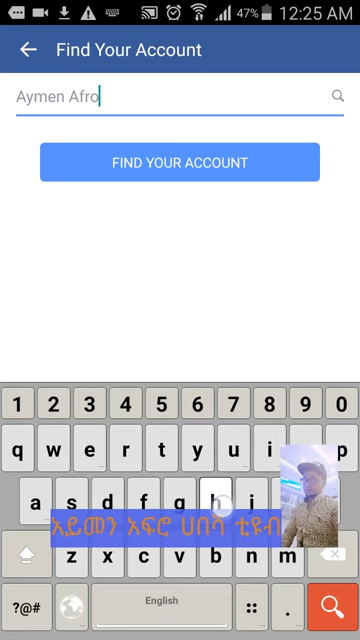 47% 12:25 AM
Find Your Account
Aymen Afro
FIND YOUR ACCOUNT
1 2 3 4 5 6 7 8 9 0
q w e r t y u i p
a s d f g h j
አይመን አፍሮ ሀበሻ ቲዩብ
z x c v b n m
?@# English .